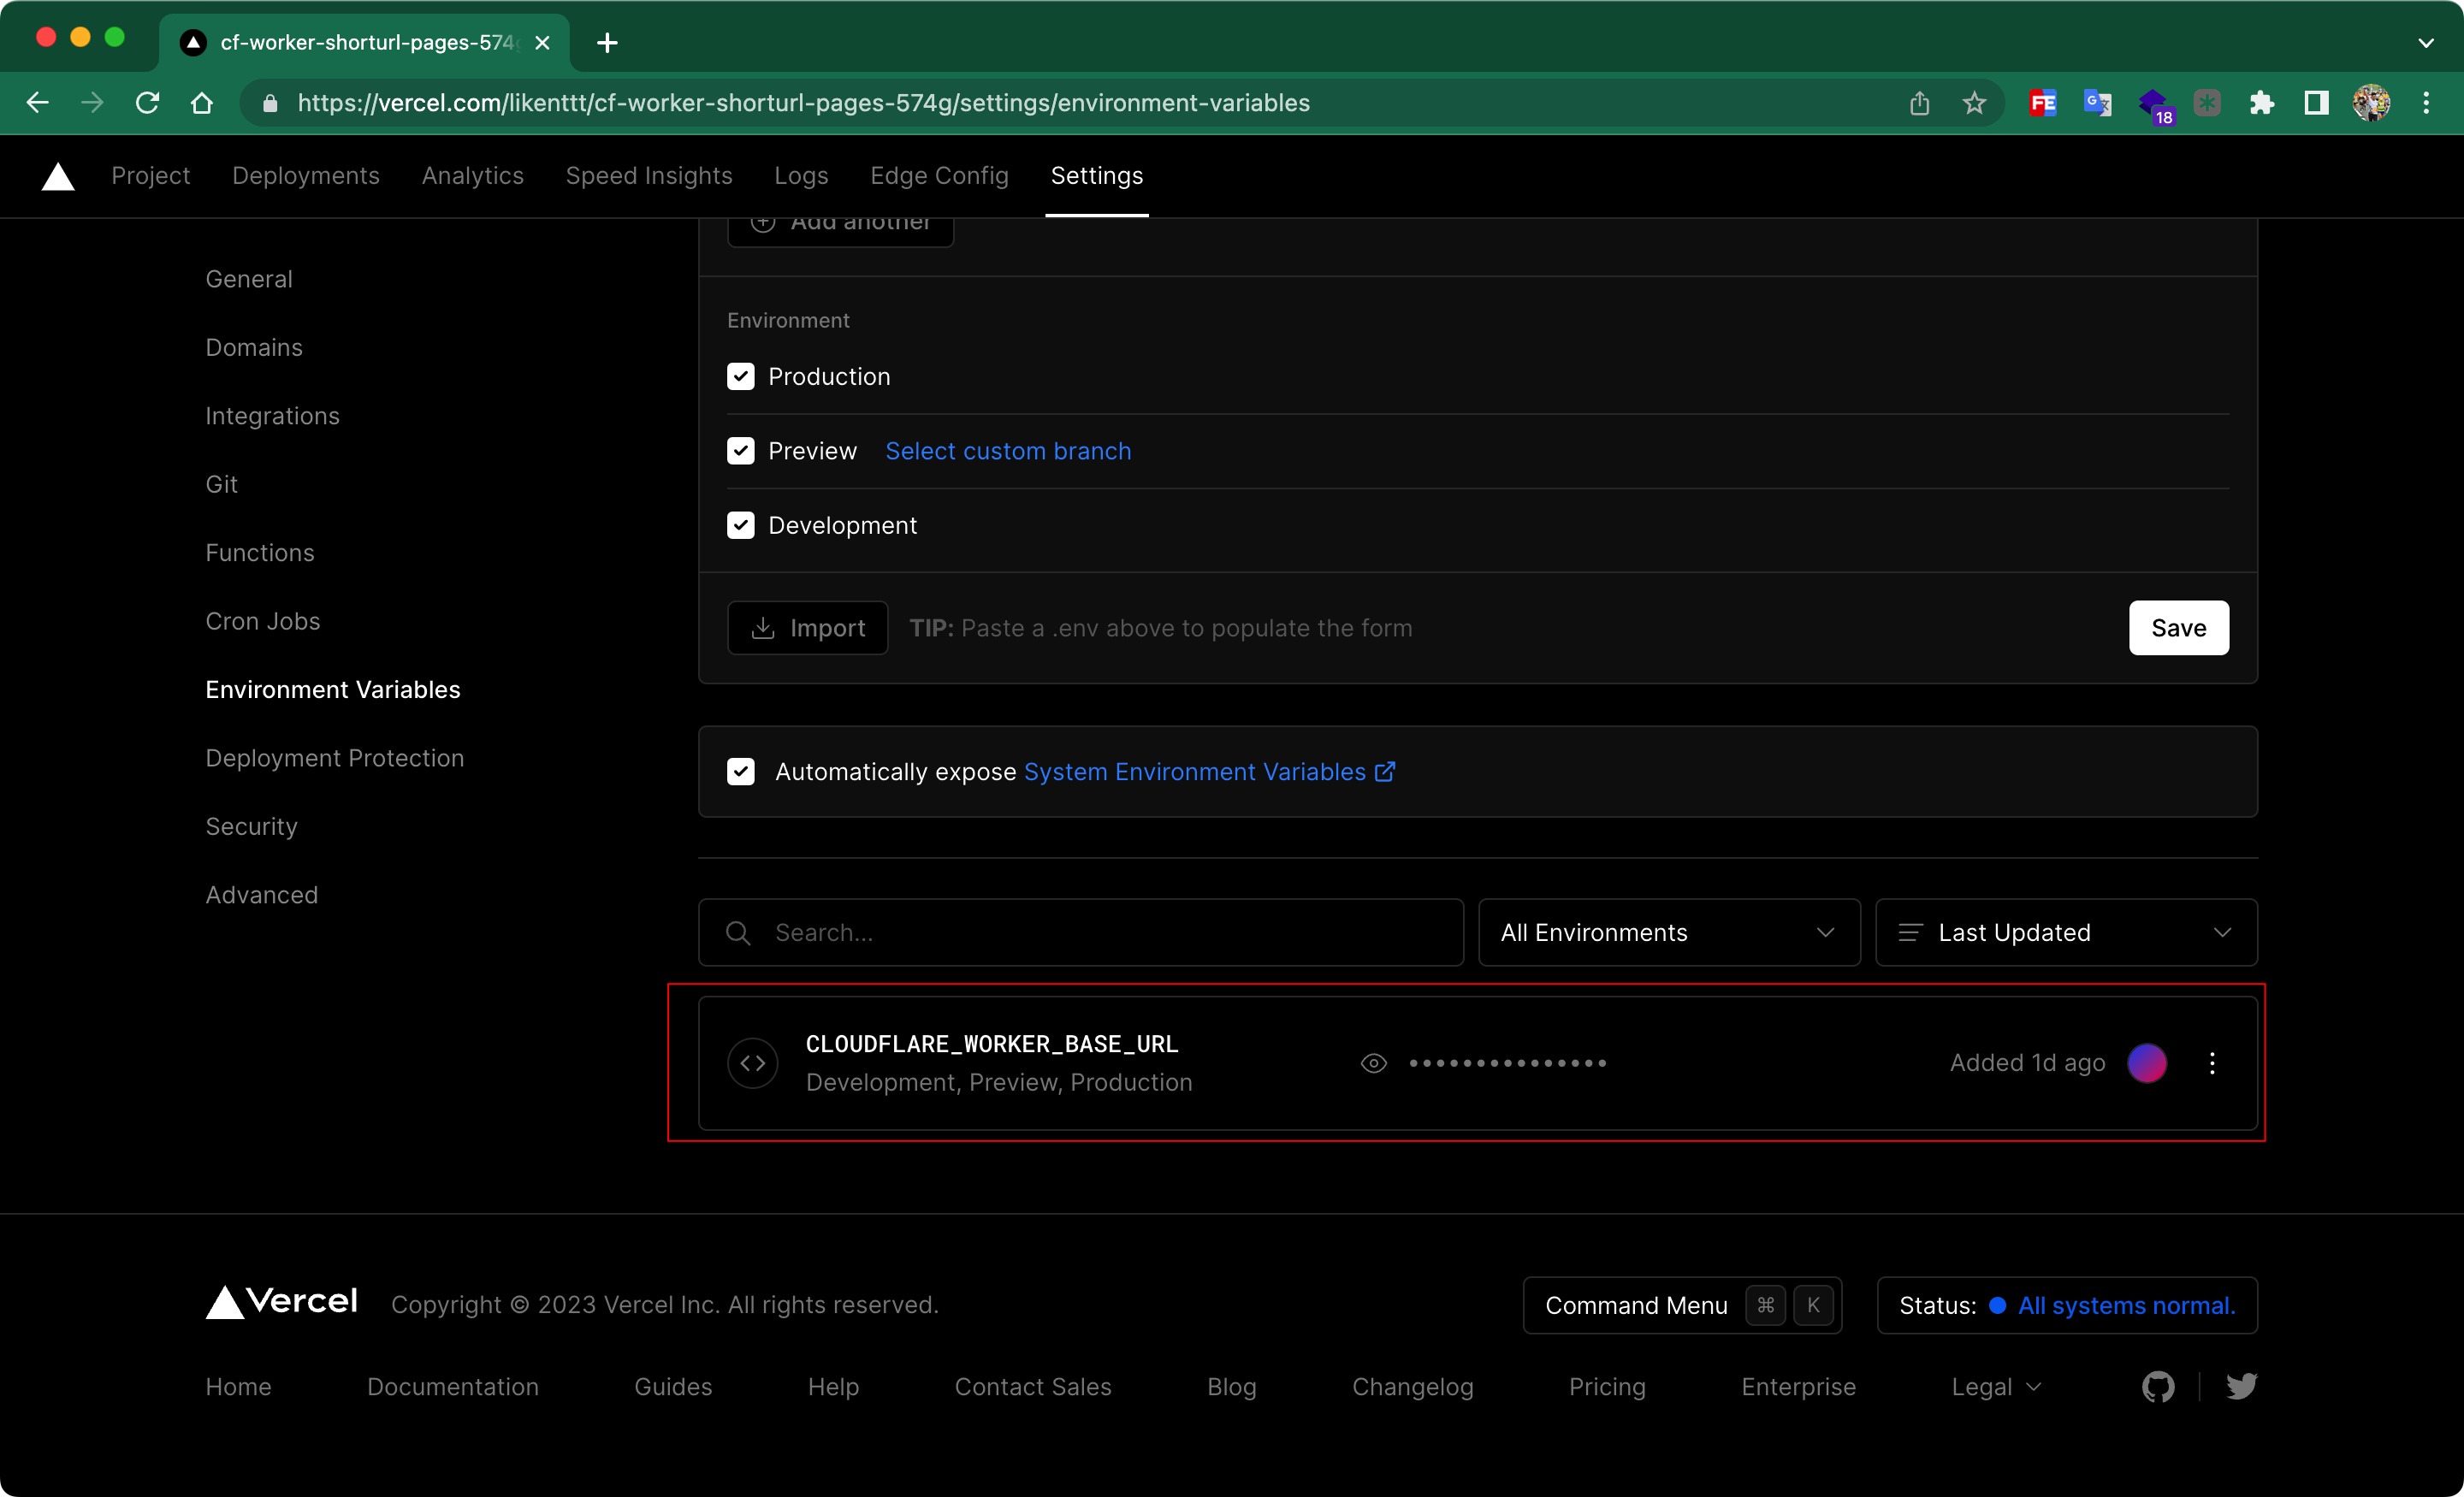 cf-worker-shorturl-pages-574g
https://vercel.com/likenttt/cf-worker-shorturl-pages-574g/settings/environment-variables
FE
G
18
Project
Deployments
Analytics
Speed Insights
Logs
Edge Config
Settings
Add another
General
Domains
Integrations
Git
Functions
Cron Jobs
Environment Variables
Deployment Protection
Security
Advanced
Environment
Production
Preview Select custom branch
Development
Import TIP: Paste a .env above to populate the form
Save
Automatically expose System Environment Variables
Search...
All Environments
Last Updated
CLOUDFLARE_WORKER_BASE_URL
Development, Preview, Production
••••••••••••••• 
Added 1d ago
Vercel
Copyright © 2023 Vercel Inc. All rights reserved.
Command Menu ⌘ K
Status: All systems normal.
Home
Documentation
Guides
Help
Contact Sales
Blog
Changelog
Pricing
Enterprise
Legal